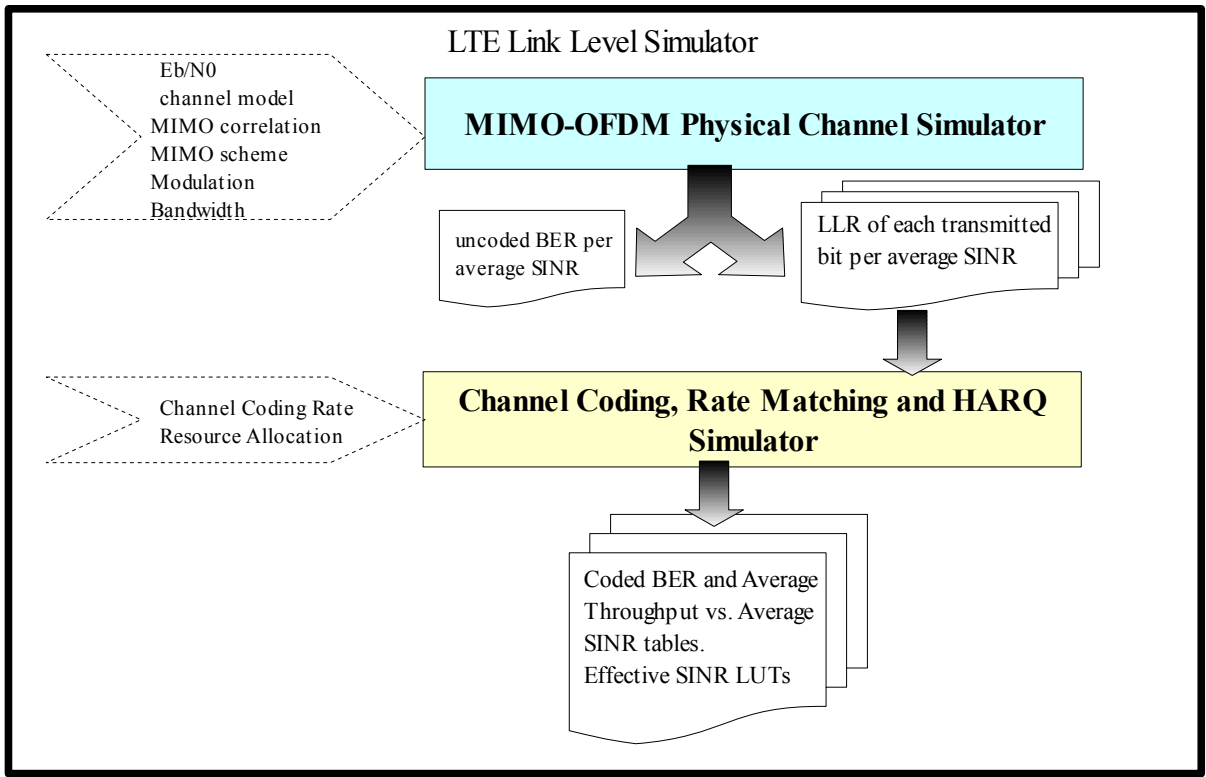 LTE Link Level Simulator
Eb/N0
channel model
MIMO correlation
MIMO scheme
Modulation
Bandwidth
MIMO-OFDM Physical Channel Simulator
uncoded BER per
average SINR
LLR of each transmitted
bit per average SINR
Channel Coding Rate
Resource Allocation
Channel Coding, Rate Matching and HARQ
Simulator
Coded BER and Average
Throughput vs. Average
SINR tables.
Effective SINR LUTs